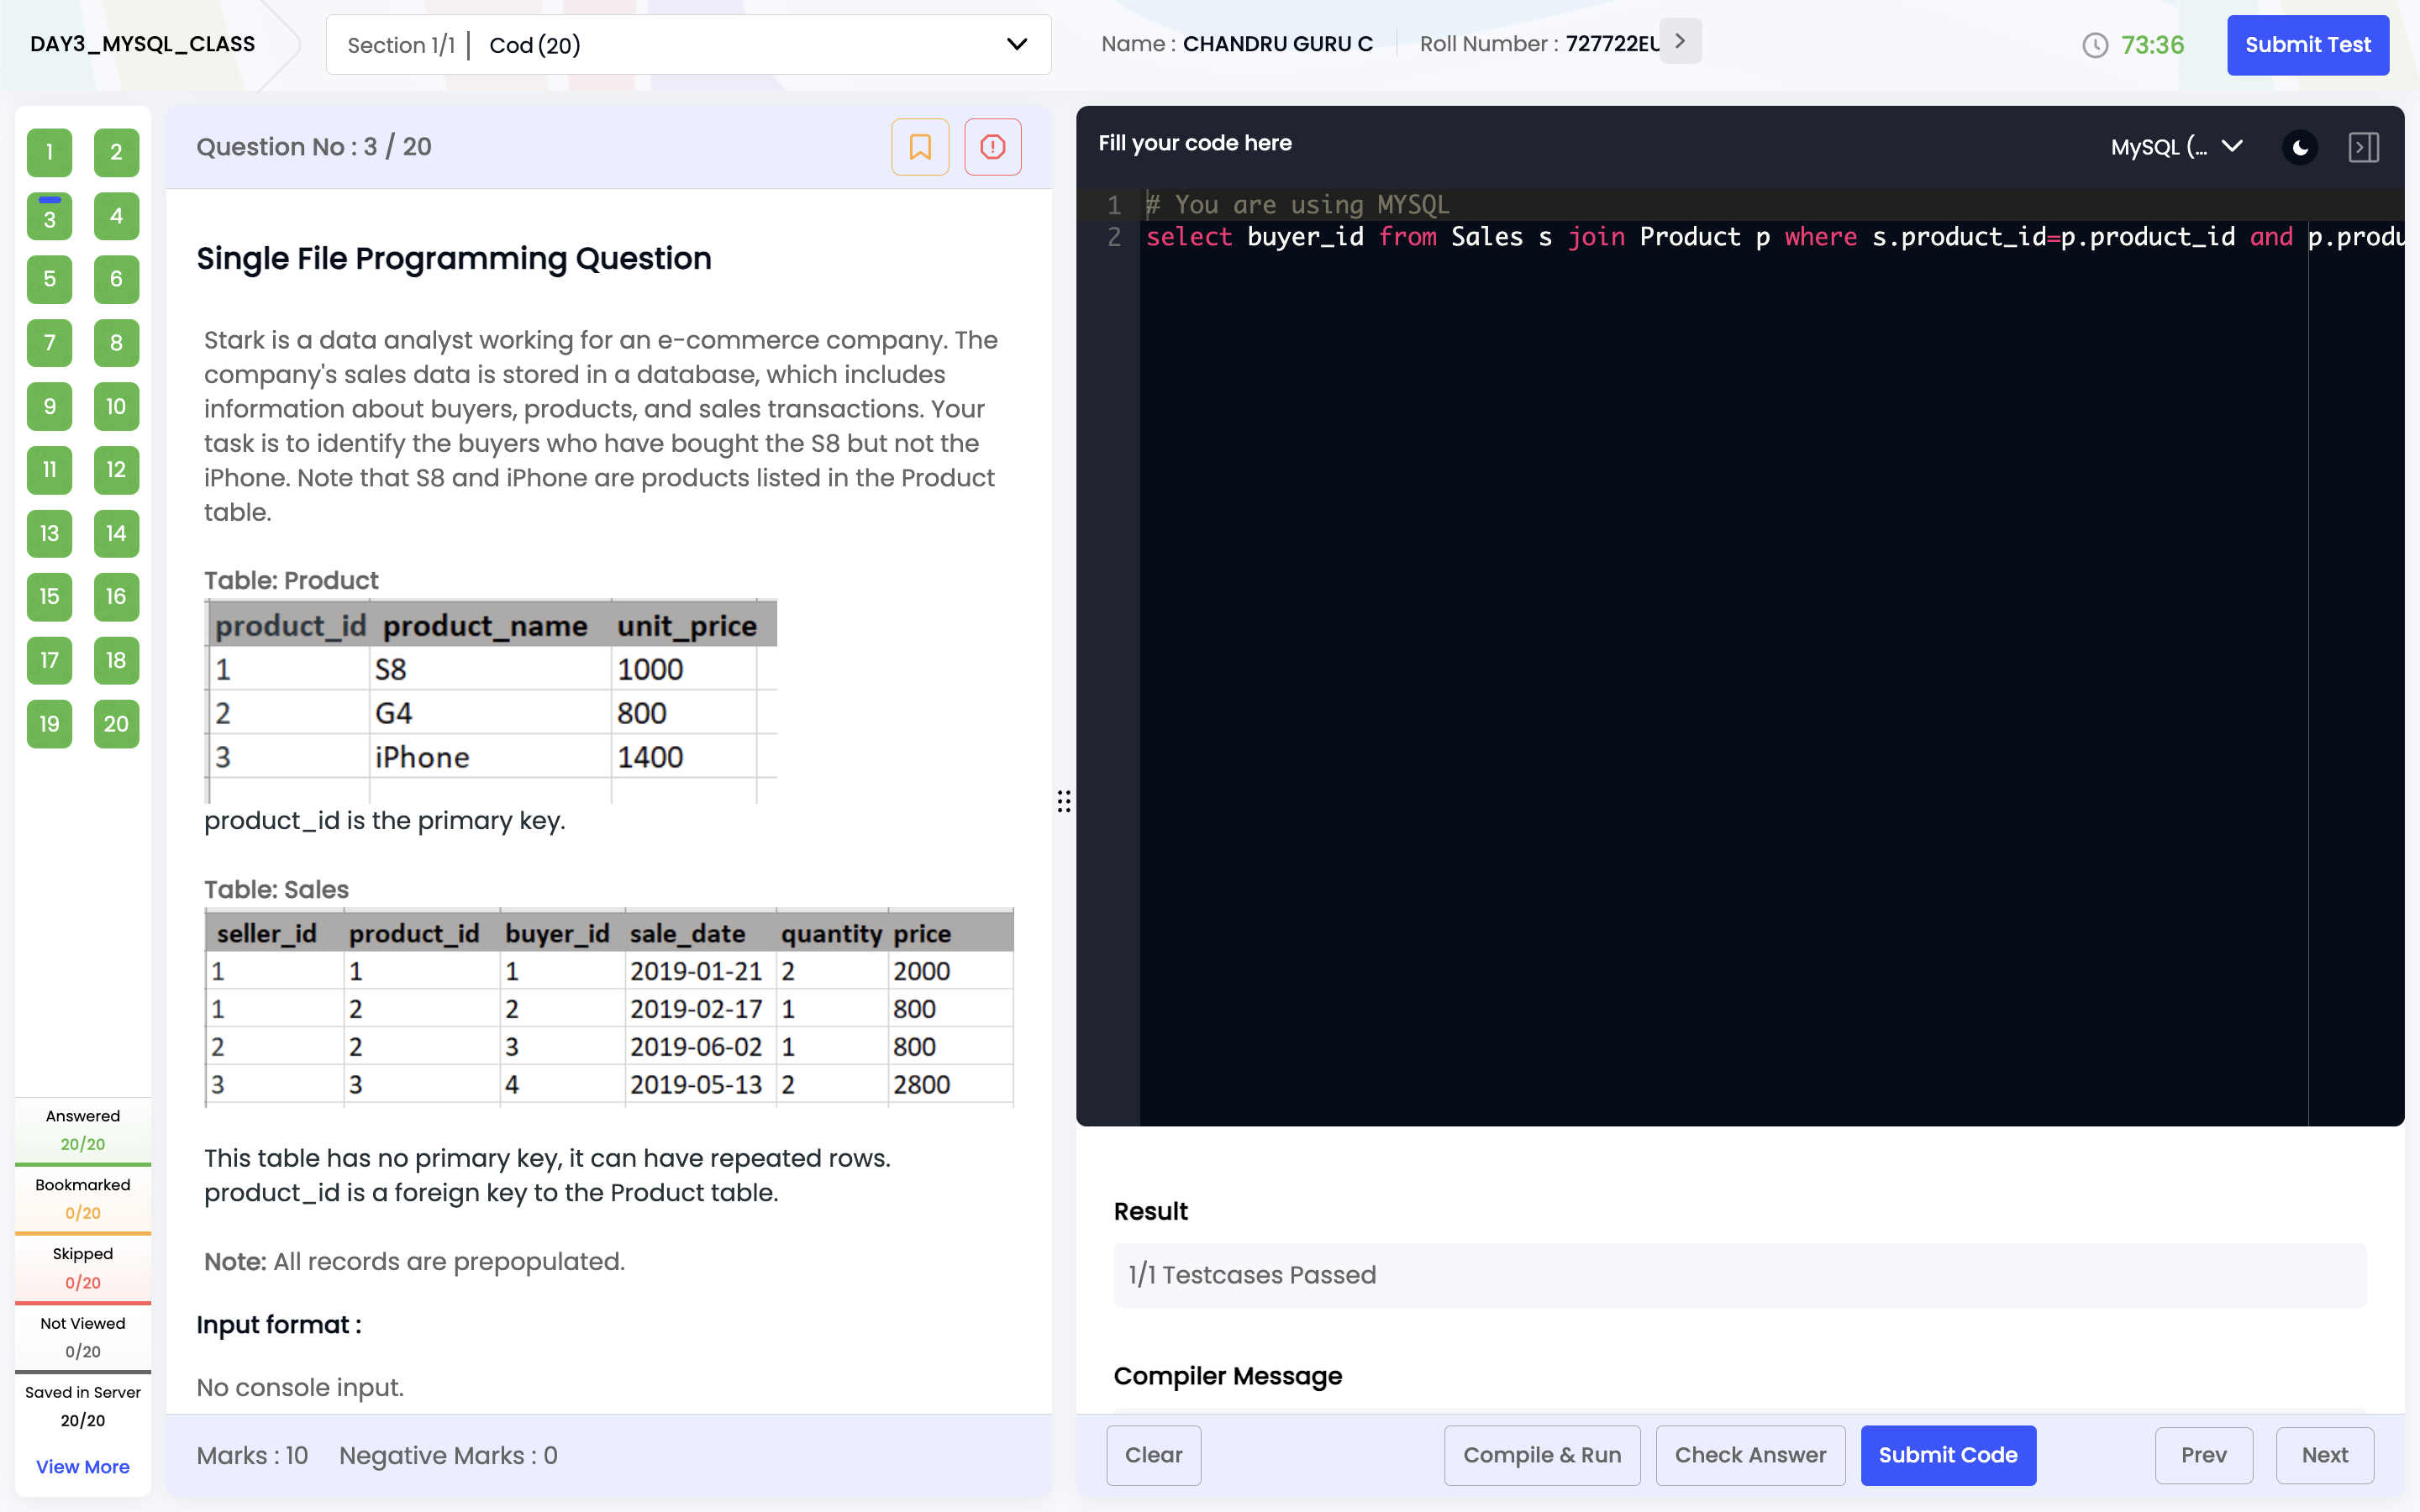 DAY3_MYSQL_CLASS
Section 1/1 | Cod (20)
Name : CHANDRU GURU C
Roll Number : 727722EU
73:36
Submit Test
1 2
3 4
5 6
7 8
9 10
11 12
13 14
15 16
17 18
19 20
Answered
20/20
Bookmarked
0/20
Skipped
0/20
Not Viewed
0/20
Saved in Server
20/20
View More
Question No : 3 / 20
Single File Programming Question
Stark is a data analyst working for an e-commerce company. The
company's sales data is stored in a database, which includes
information about buyers, products, and sales transactions. Your
task is to identify the buyers who have bought the S8 but not the
iPhone. Note that S8 and iPhone are products listed in the Product
table.
Table: Product
product_id product_name unit_price
1 S8 1000
2 G4 800
3 iPhone 1400
product_id is the primary key.
Table: Sales
seller_id product_id buyer_id sale_date quantity price
1 1 1 2019-01-21 2 2000
1 2 2 2019-02-17 1 800
2 2 3 2019-06-02 1 800
3 3 4 2019-05-13 2 2800
This table has no primary key, it can have repeated rows.
product_id is a foreign key to the Product table.
Note: All records are prepopulated.
Input format :
No console input.
Marks : 10 Negative Marks : 0
Fill your code here
MySQL (...
1 # You are using MYSQL
2 select buyer_id from Sales s join Product p where s.product_id=p.product_id and p.produ
Result
1/1 Testcases Passed
Compiler Message
Clear
Compile & Run
Check Answer
Submit Code
Prev
Next